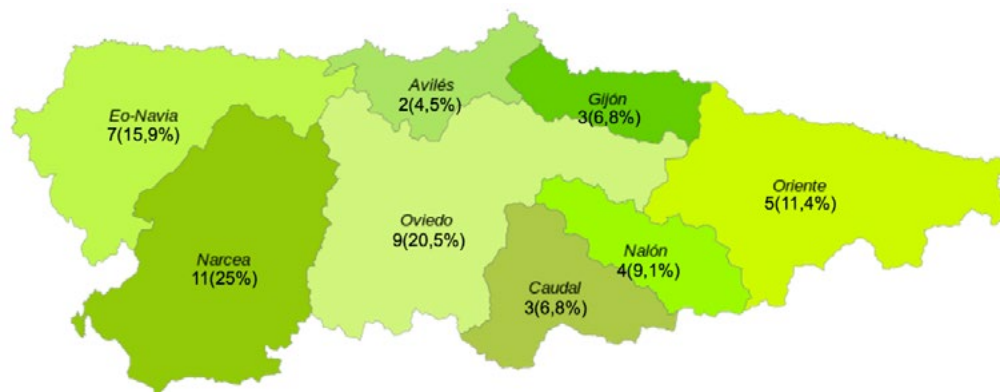 Avilés
2(4,5%)
Gijón
3(6,8%)
Eo-Navia
7(15,9%)
Oriente
5(11,4%)
Oviedo
9(20,5%)
Nalón
4(9,1%)
Narcea
11(25%)
Caudal
3(6,8%)